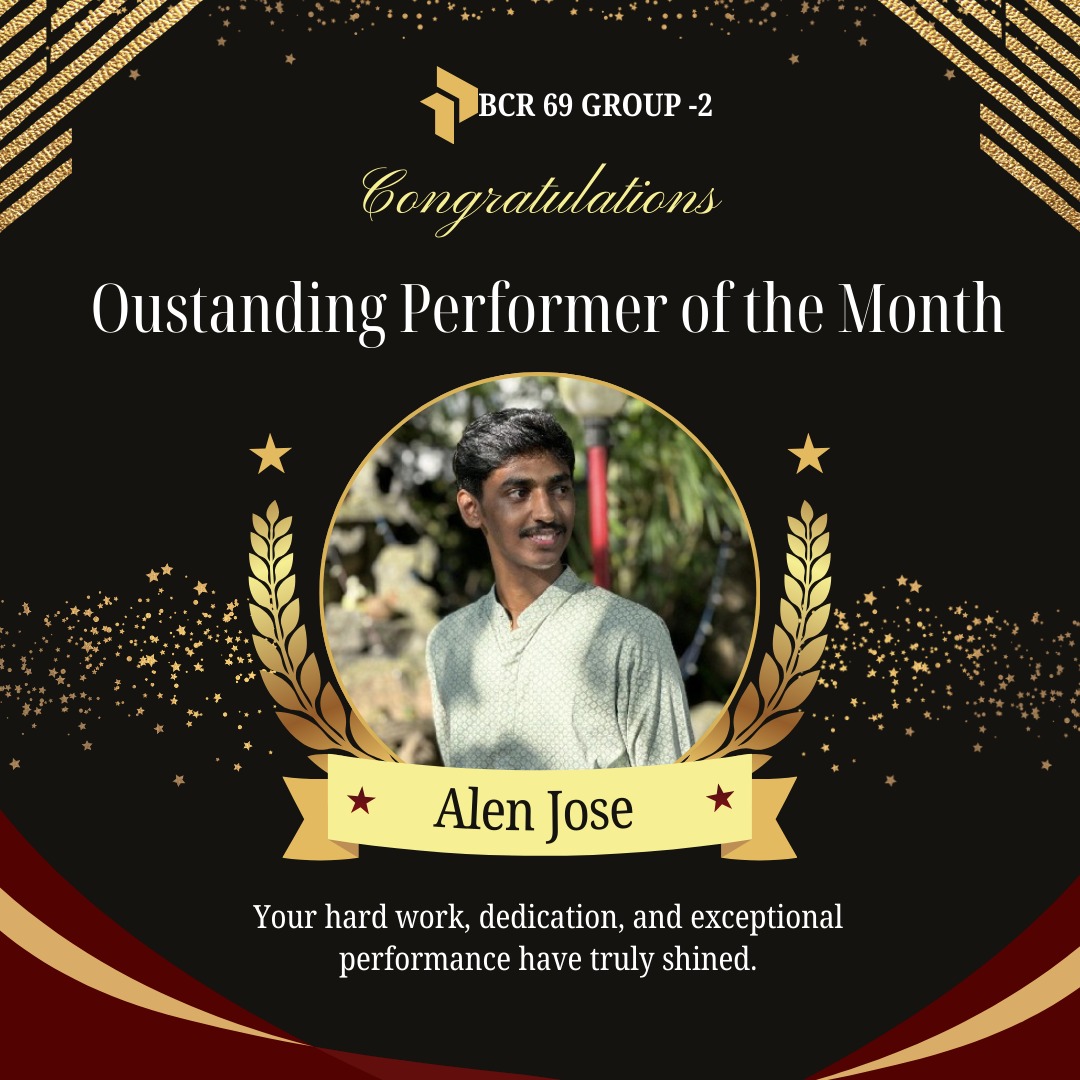 BCR 69 GROUP -2
Congratulations
Oustanding Performer of the Month
Alen Jose
Your hard work, dedication, and exceptional
performance have truly shined.